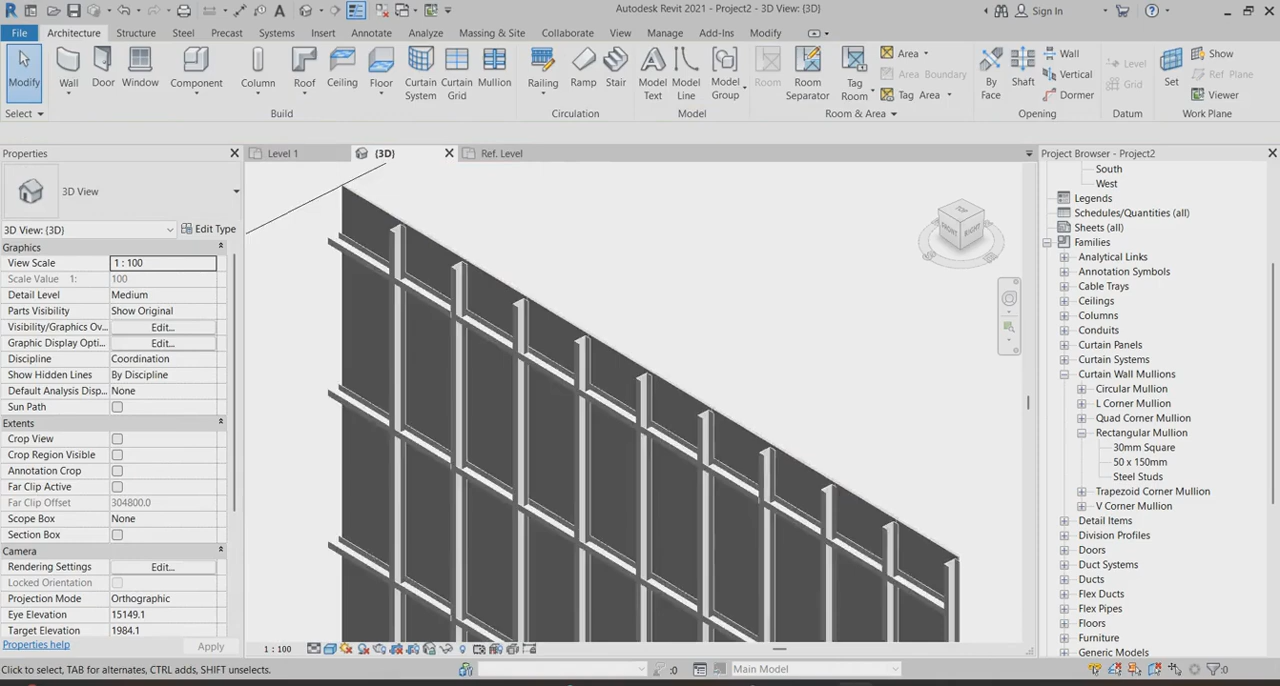 Autodesk Revit 2021 - Project2 - 3D View: {3D}
Sign In
File Architecture Structure Steel Precast Systems Insert Annotate Analyze Massing & Site Collaborate View Manage Add-Ins Modify
Modify
Wall
Door
Window
Component
Column
Roof
Ceiling
Floor
Curtain System
Curtain Grid
Mullion
Railing
Ramp
Stair
Model Text
Model Line
Model Group
Room
Room Separator
Tag Room
Area
Area Boundary
Tag Area
By Face
Shaft
Wall
Vertical
Dormer
Level
Grid
Set
Show
Ref Plane
Viewer
Select
Build
Circulation
Model
Room & Area
Opening
Datum
Work Plane
Properties
3D View
3D View: {3D}
Edit Type
Graphics
View Scale 1 : 100
Scale Value 1: 100
Detail Level Medium
Parts Visibility Show Original
Visibility/Graphics Ov... Edit...
Graphic Display Opti... Edit...
Discipline Coordination
Show Hidden Lines By Discipline
Default Analysis Disp... None
Sun Path
Extents
Crop View
Crop Region Visible
Annotation Crop
Far Clip Active
Far Clip Offset 304800.0
Scope Box None
Section Box
Camera
Rendering Settings Edit...
Locked Orientation
Projection Mode Orthographic
Eye Elevation 15149.1
Target Elevation 1984.1
Properties help
Apply
Level 1
{3D}
Ref. Level
TOP
FRONT
RIGHT
1 : 100
Project Browser - Project2
South
West
Legends
Schedules/Quantities (all)
Sheets (all)
Families
Analytical Links
Annotation Symbols
Cable Trays
Ceilings
Columns
Conduits
Curtain Panels
Curtain Systems
Curtain Wall Mullions
Circular Mullion
L Corner Mullion
Quad Corner Mullion
Rectangular Mullion
30mm Square
50 x 150mm
Steel Studs
Trapezoid Corner Mullion
V Corner Mullion
Detail Items
Division Profiles
Doors
Duct Systems
Ducts
Flex Ducts
Flex Pipes
Floors
Furniture
Generic Models
Click to select, TAB for alternates, CTRL adds, SHIFT unselects.
:0
Main Model
:0